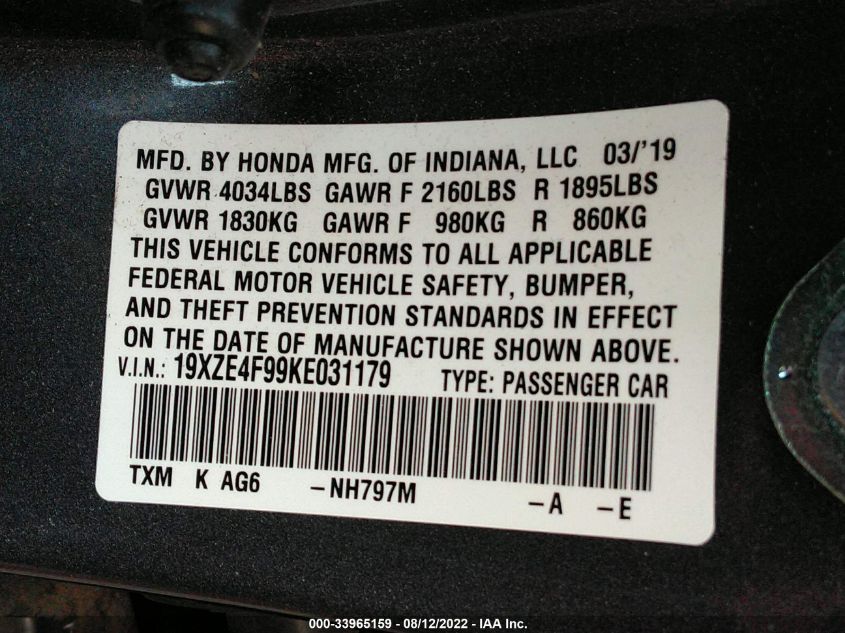 MFD. BY HONDA MFG. OF INDIANA, LLC 03/'19
GVWR 4034LBS GAWR F 2160LBS R 1895LBS
GVWR 1830KG GAWR F 980KG R 860KG
THIS VEHICLE CONFORMS TO ALL APPLICABLE
FEDERAL MOTOR VEHICLE SAFETY, BUMPER,
AND THEFT PREVENTION STANDARDS IN EFFECT
ON THE DATE OF MANUFACTURE SHOWN ABOVE.
V.I.N.: 19XZE4F99KE031179 TYPE: PASSENGER CAR
TXM K AG6 -NH797M -A -E
000-33965159 - 08/12/2022 - IAA Inc.